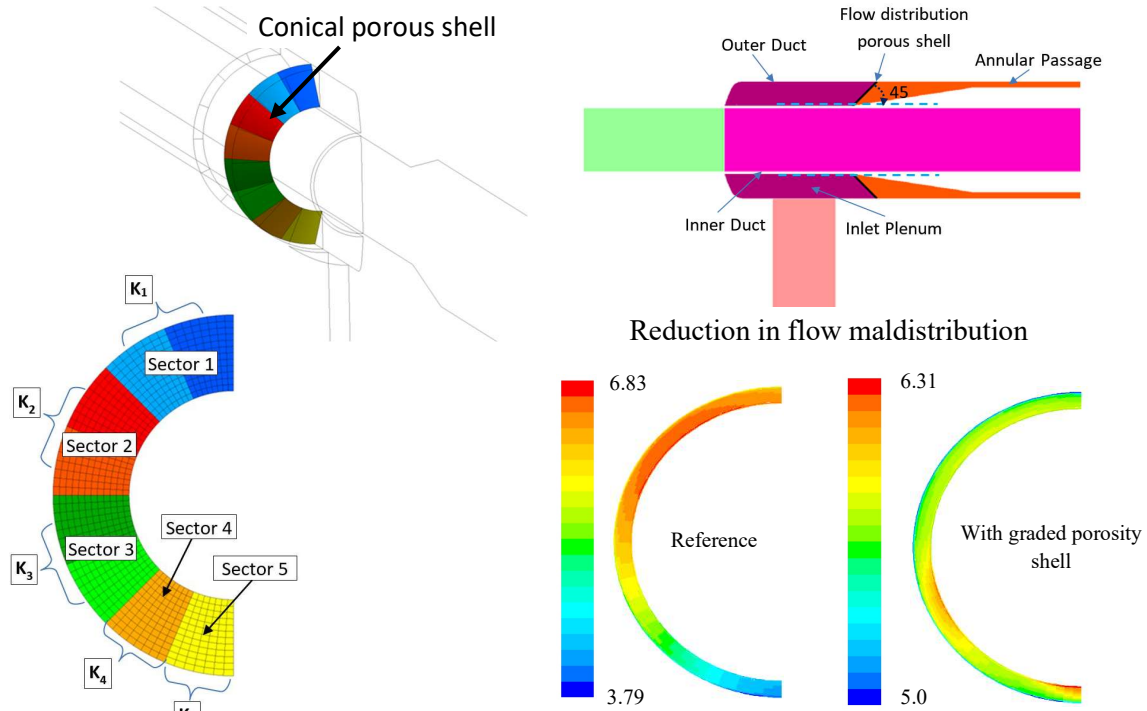 Conical porous shell
Flow distribution
porous shell
Outer Duct
Annular Passage
45
Inner Duct
Inlet Plenum
K1
Sector 1
K2
Sector 2
Sector 3
K3
Sector 4
Sector 5
K4
Reduction in flow maldistribution
6.83
Reference
3.79
6.31
With graded porosity
shell
5.0